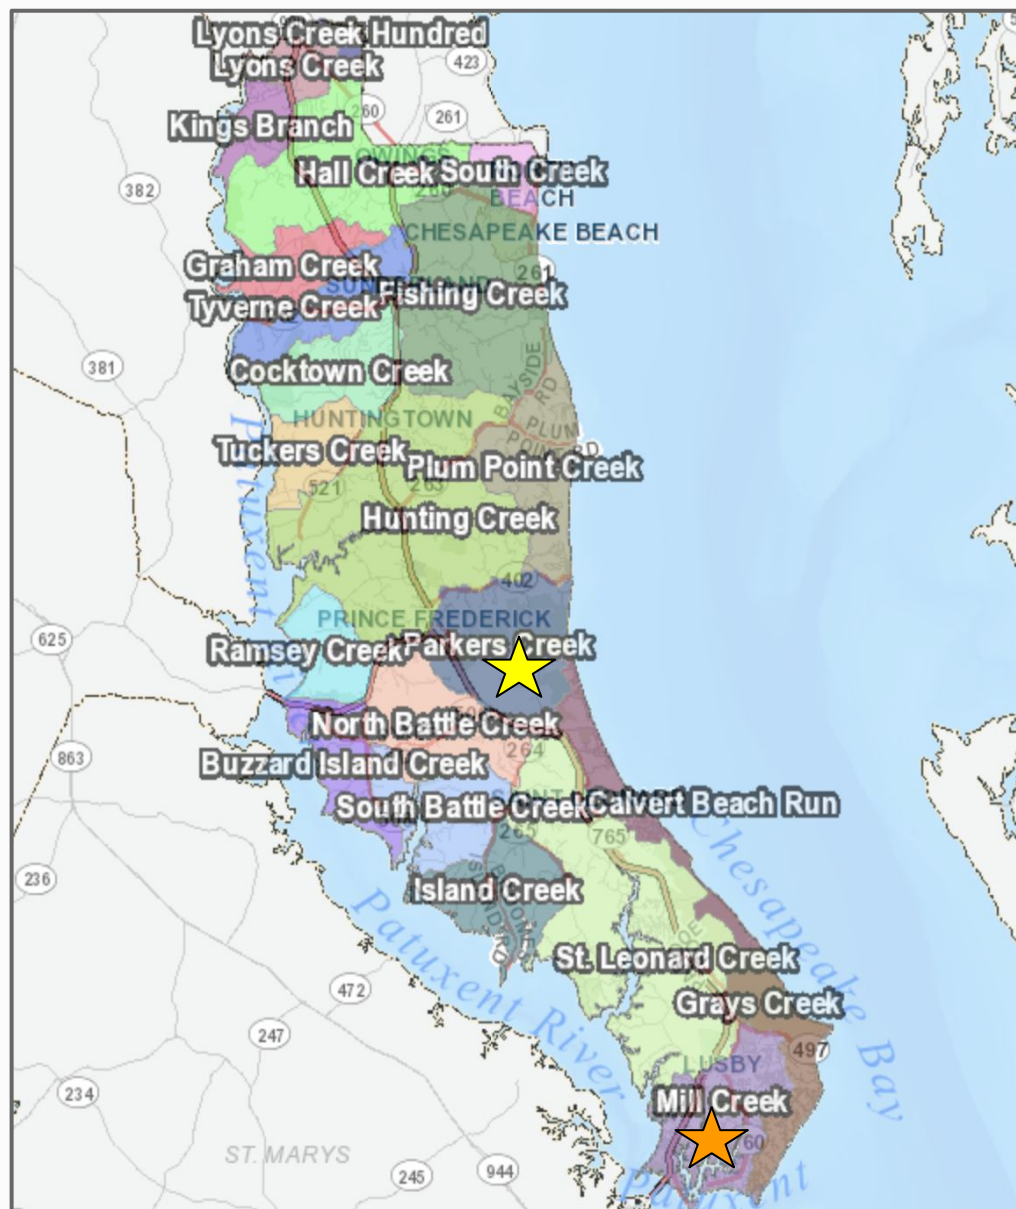 Lyons Creek Hundred
Lyons Creek
423
260
261
Kings Branch
OWINGS
Hall Creek
South Creek
382
BEACH
CHESAPEAKE BEACH
Graham Creek
261
Fishing Creek
Tyverne Creek
381
Cocktown Creek
BAYSIDE RD
HUNTINGTOWN
PLUM
POINT RD
Tuckers Creek
Plum Point Creek
521
263
Hunting Creek
Patuxent
402
PRINCE FREDERICK
625
Ramsey Creek
Parkers Creek
North Battle Creek
264
863
Buzzard Island Creek
South Battle Creek
Calvert Beach Run
265
765
236
Island Creek
Chesapeake Bay
Patuxent River
St. Leonard Creek
472
Grays Creek
247
497
LUSBY
234
Mill Creek
760
ST. MARYS
245
944
Patuxent